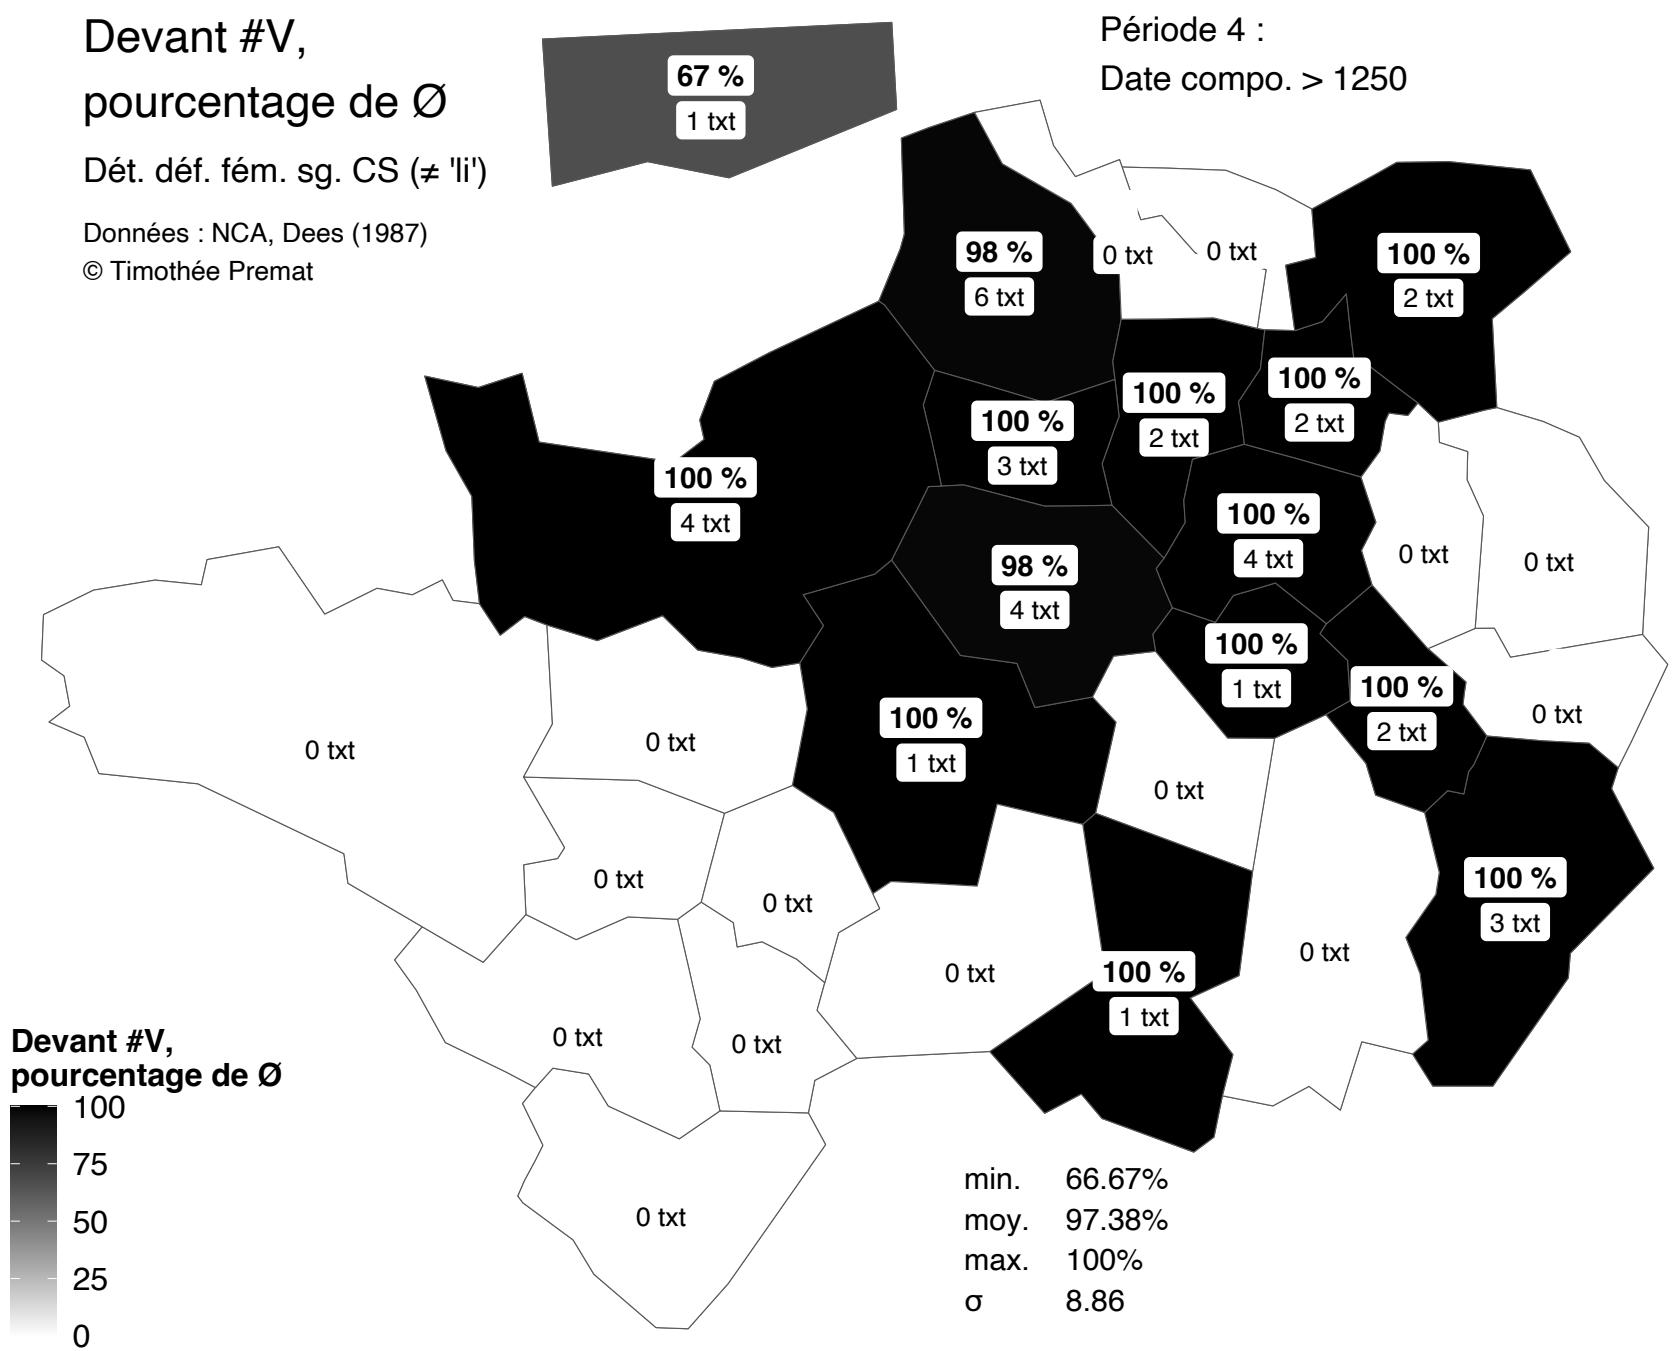 Devant #V,
pourcentage de Ø
Dét. déf. fém. sg. CS (≠ 'li')
Données : NCA, Dees (1987)
© Timothée Premat
Période 4 :
Date compo. > 1250
67 %
1 txt
98 %
6 txt
0 txt
0 txt
100 %
2 txt
100 %
3 txt
100 %
2 txt
100 %
2 txt
100 %
4 txt
98 %
4 txt
100 %
4 txt
0 txt
0 txt
100 %
1 txt
100 %
2 txt
0 txt
0 txt
0 txt
100 %
1 txt
0 txt
0 txt
0 txt
100 %
3 txt
0 txt
100 %
1 txt
0 txt
0 txt
0 txt
0 txt
Devant #V,
pourcentage de Ø
100
75
50
25
0
min. 66.67%
moy. 97.38%
max. 100%
σ 8.86